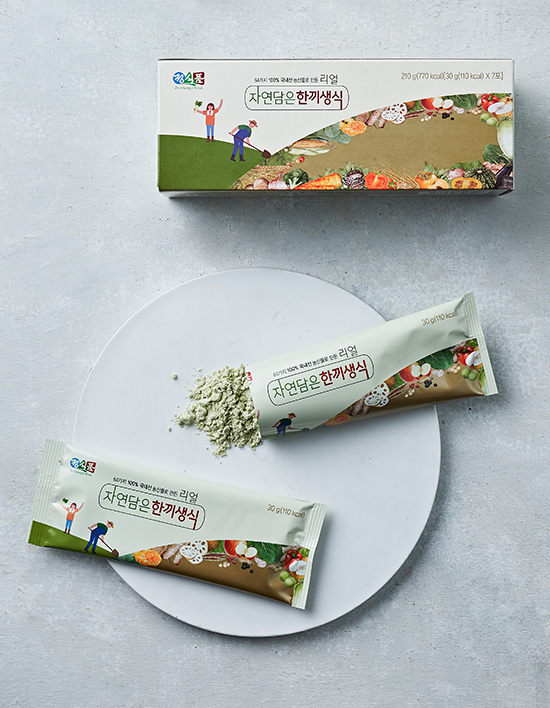 64가지 100% 국내산 농산물로 만든 리얼
210 g(770 kcal)[30 g(110 kcal) X 7포]
자연담은한끼생식
30 g(110 kcal)
64가지 100% 국내산 농산물로 만든 리얼
자연담은한끼생식
64가지 100% 국내산 농산물로 만든 리얼
자연담은한끼생식
30 g(110 kcal)